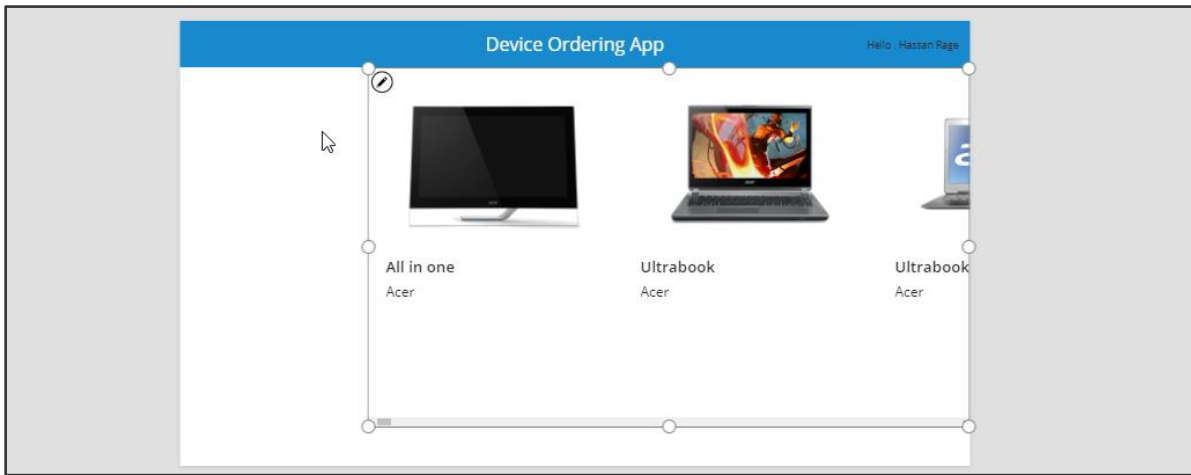 Device Ordering App
Hello , Hassan Rage
All in one
Acer
Ultrabook
Acer
Ultrabook
Acer